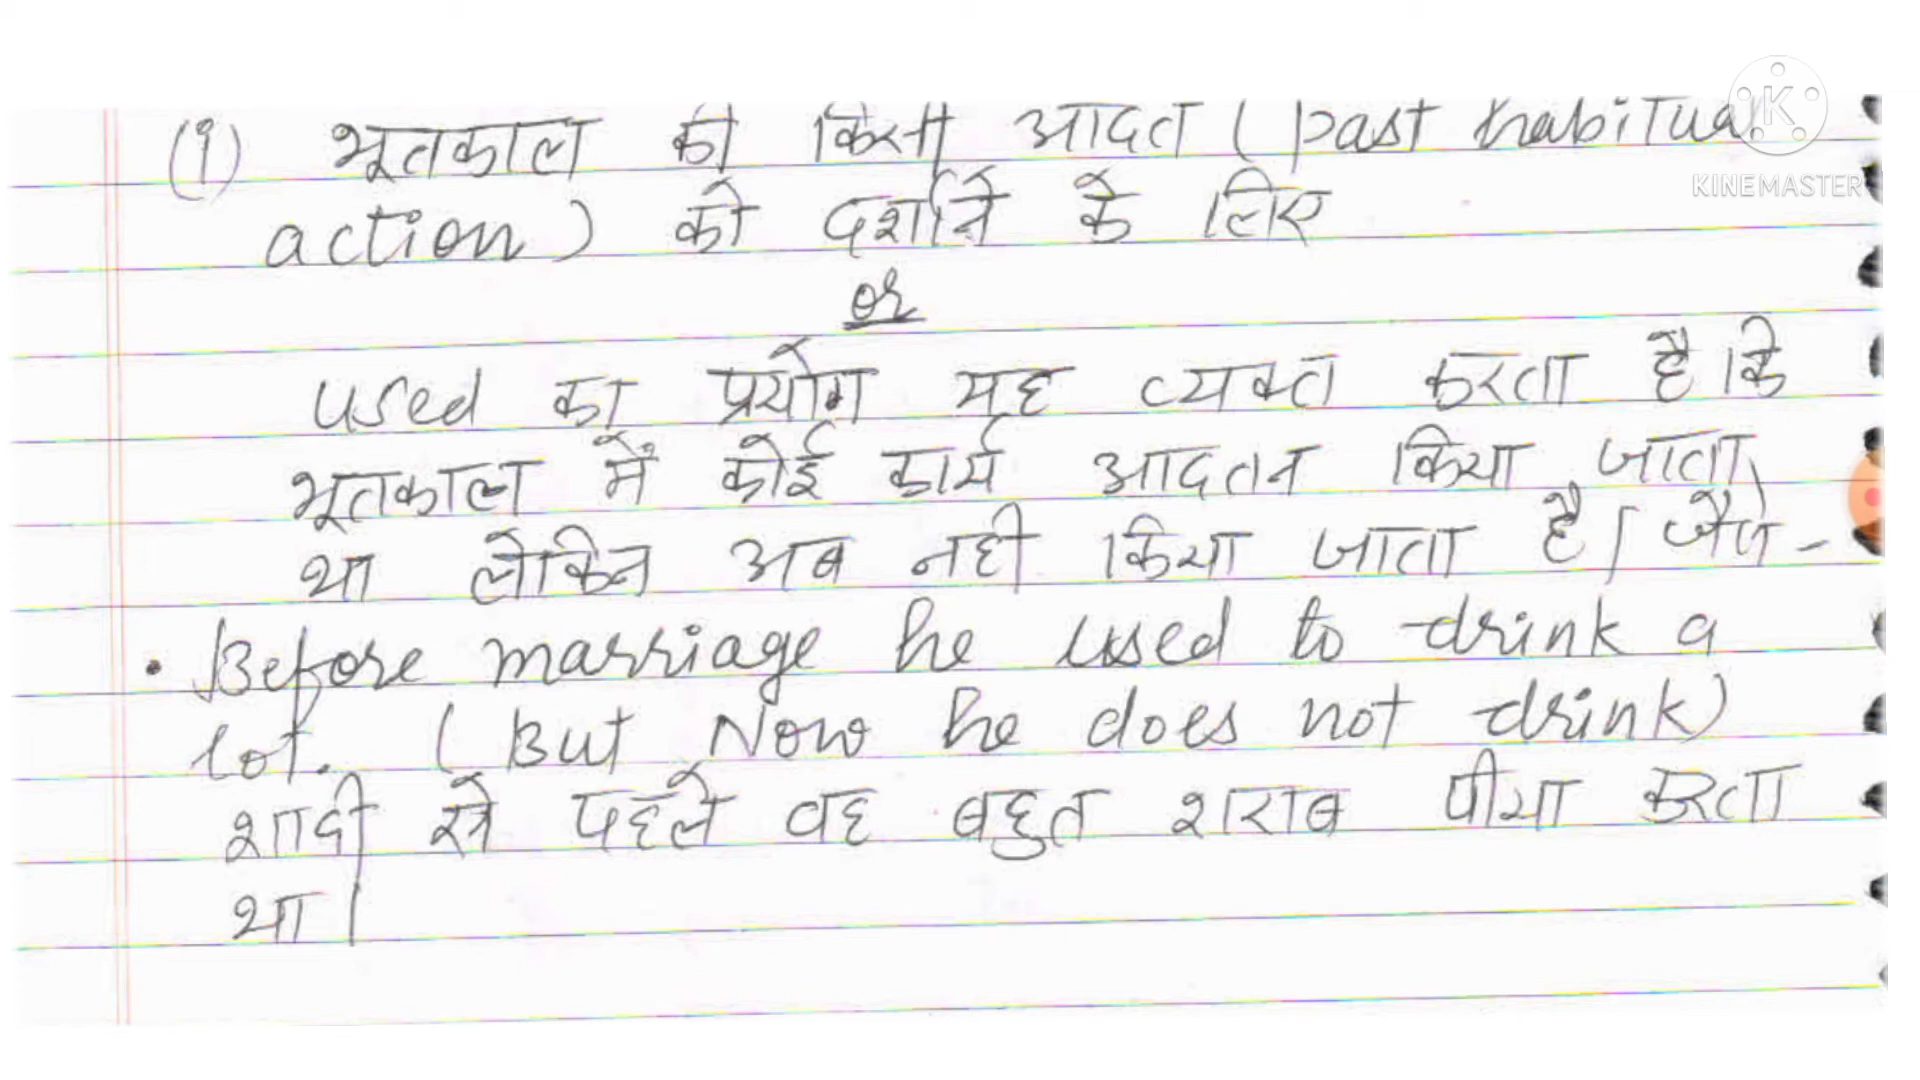 (i) भूतकाल की किसी आदत (past habitual
KINEMASTER
action) को दर्शाने के लिए
or
used का प्रयोग यह व्यक्त करता है कि
भूतकाल में कोई कार्य आदतन किया जाता
था लेकिन अब नही किया जाता है। जैसे-
• Before marriage he used to drink a
lot. (But Now he does not drink)
शादी से पहले वह बहुत शराब पीया करता
था।